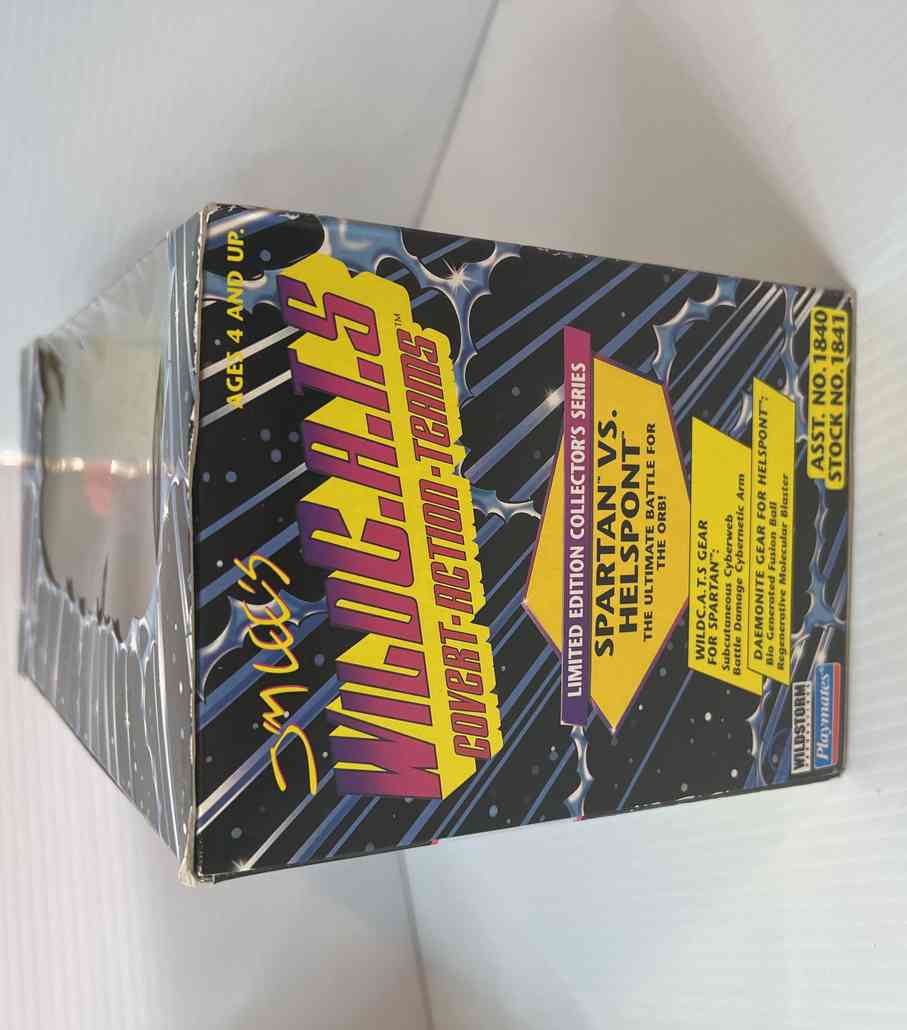 AGES 4 AND UP.
JIM LEE'S
WILDC.A.T.S
COVERT-ACTION-TEAMS™
LIMITED EDITION COLLECTOR'S SERIES
SPARTAN™ VS.
HELSPONT™
THE ULTIMATE BATTLE FOR
THE ORB!
WILDC.A.T.S GEAR
FOR SPARTAN™:
Subcutaneous Cyberweb
Battle Damage Cybernetic Arm
DAEMONITE GEAR FOR HELSPONT™:
Bio Generated Fusion Ball
Regenerative Molecular Blaster
ASST. NO. 1840
STOCK NO. 1841
WILDSTORM
PRODUCTIONS
Playmates®